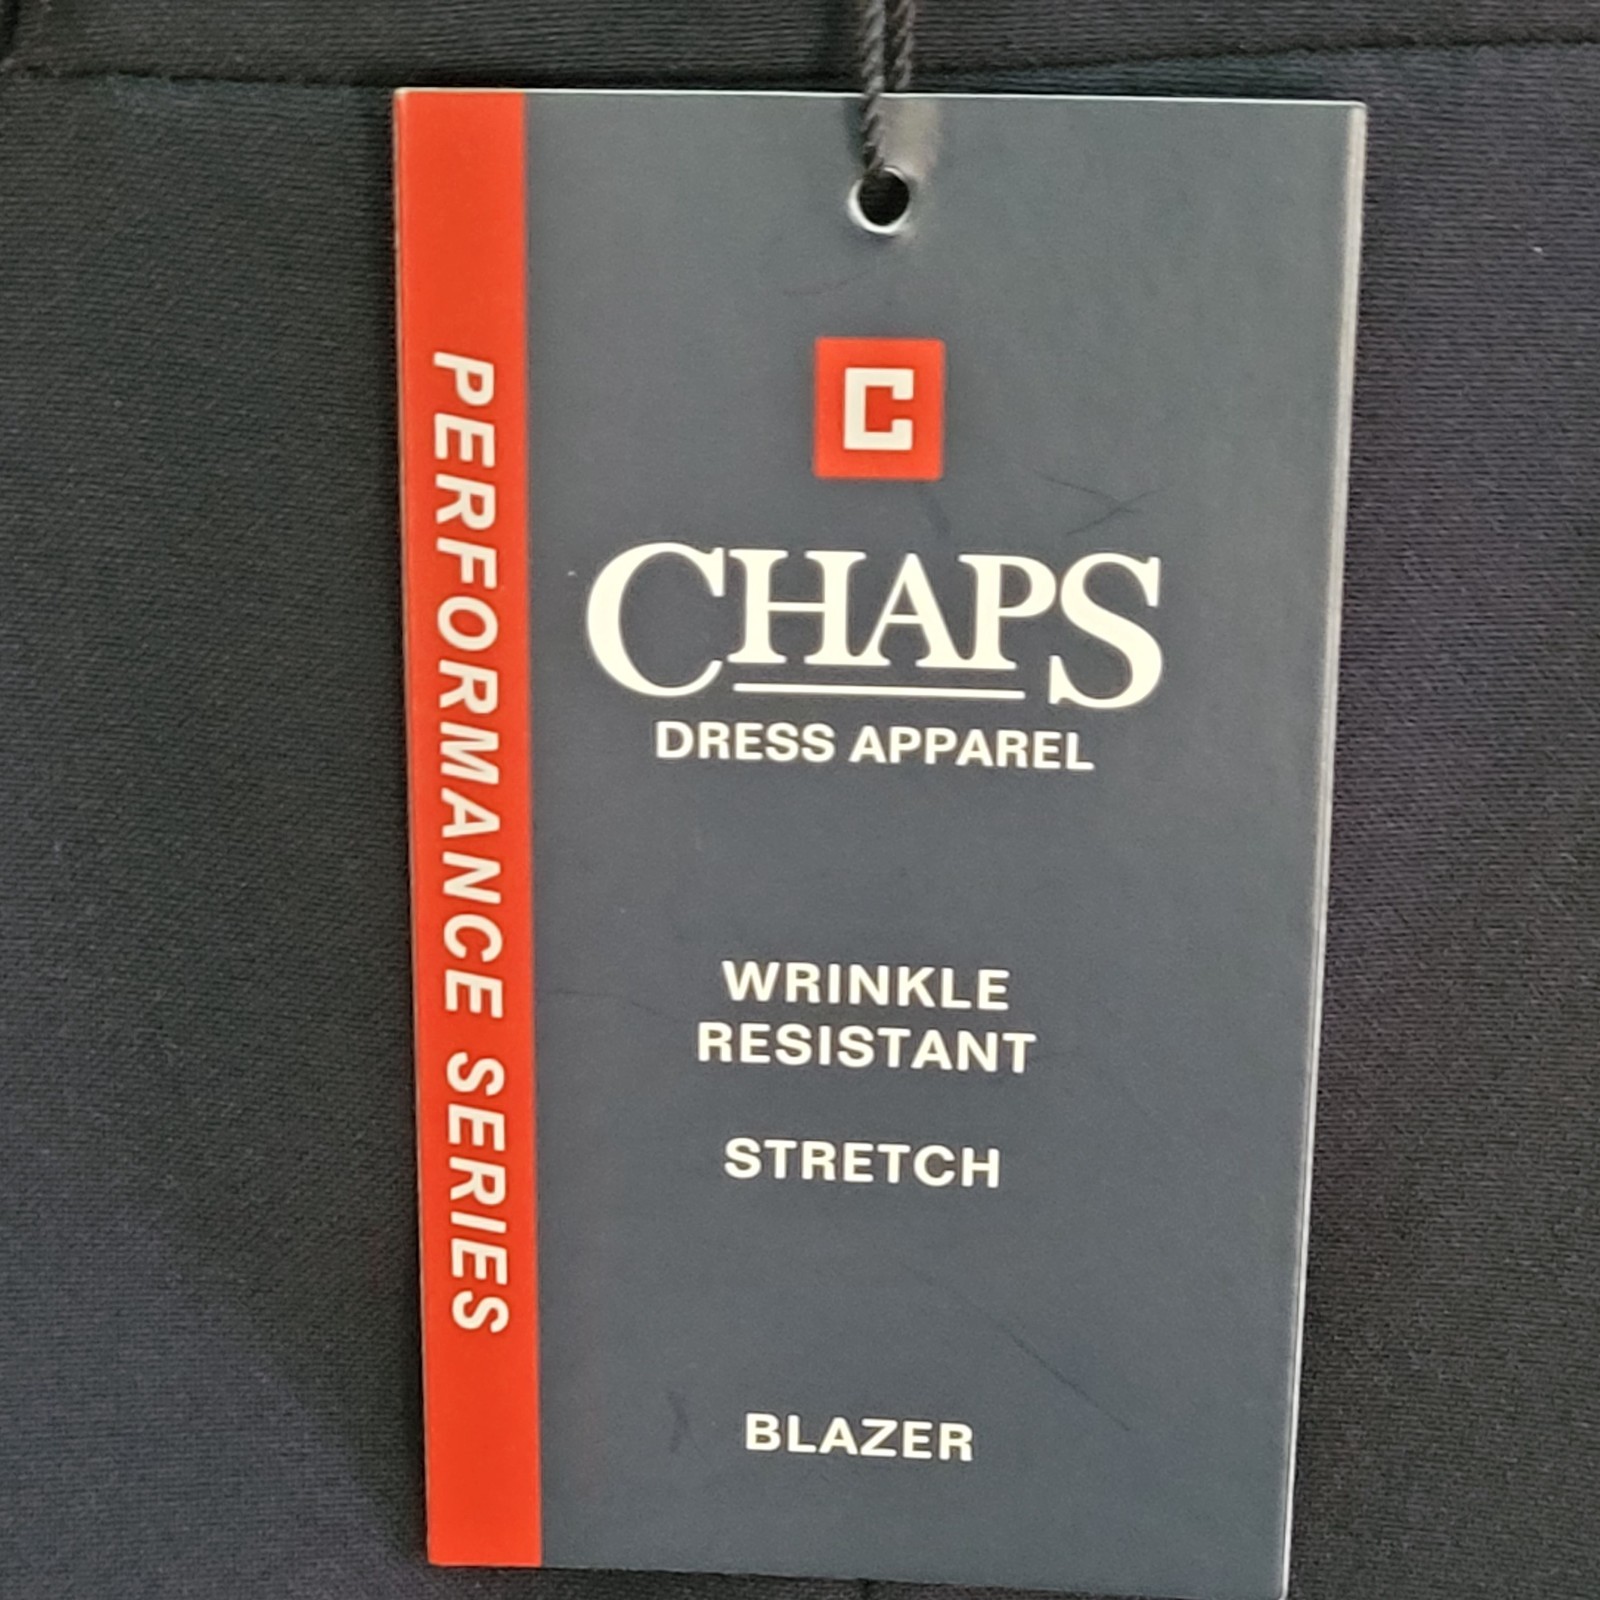 PERFORMANCE SERIES
C
CHAPS
DRESS APPAREL
WRINKLE
RESISTANT
STRETCH
BLAZER